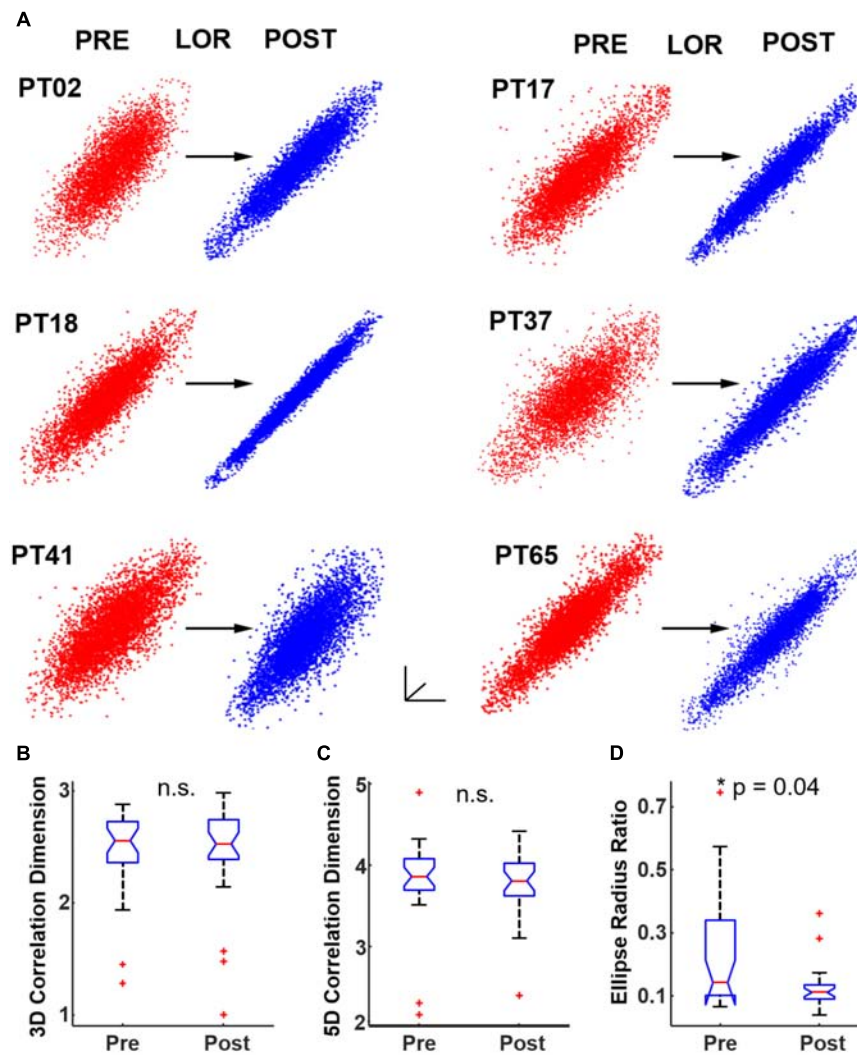 A
PRE LOR POST PRE LOR POST
PT02 PT17
PT18 PT37
PT41 PT65
B C D
3D Correlation Dimension
3
2
1
n.s.
Pre Post
5D Correlation Dimension
5
4
3
2
n.s.
Pre Post
Ellipse Radius Ratio
0.7
0.5
0.3
0.1
* p = 0.04
Pre Post